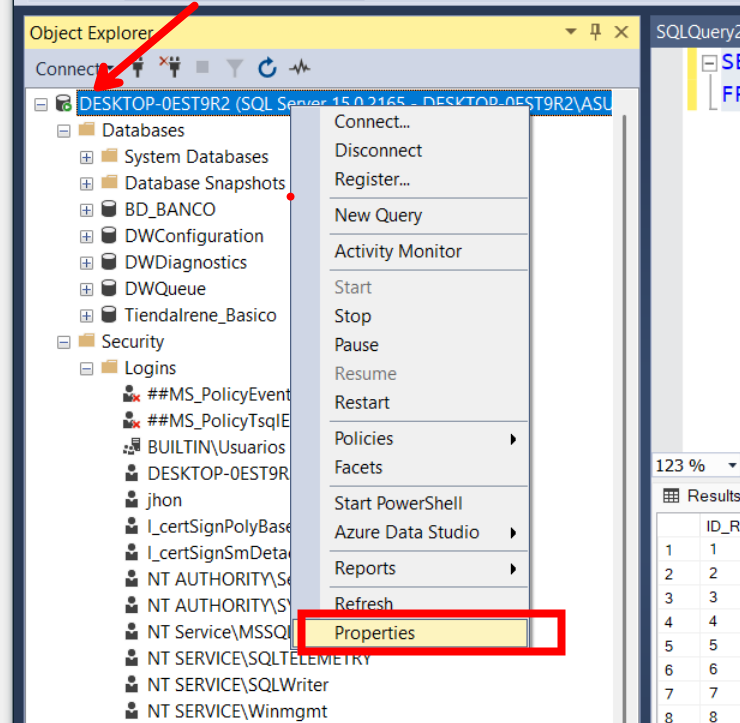 Object Explorer
Connect
DESKTOP-0EST9R2 (SQL Server 15.0.2165 - DESKTOP-0EST9R2\ASU
Databases
System Databases
Database Snapshots
BD_BANCO
DWConfiguration
DWDiagnostics
DWQueue
TiendaIrene_Basico
Security
Logins
##MS_PolicyEvent
##MS_PolicyTsqlE
BUILTIN\Usuarios
DESKTOP-0EST9R
jhon
l_certSignPolyBase
l_certSignSmDeta
NT AUTHORITY\Se
NT AUTHORITY\SY
NT Service\MSSQL
NT SERVICE\SQLTELEMETRY
NT SERVICE\SQLWriter
NT SERVICE\Winmgmt
Connect...
Disconnect
Register...
New Query
Activity Monitor
Start
Stop
Pause
Resume
Restart
Policies
Facets
Start PowerShell
Azure Data Studio
Reports
Refresh
Properties
SQLQuery2
SE
FR
123 %
Results
ID_R
1 1
2 2
3 3
4 4
5 5
6 6
7 7
8 8